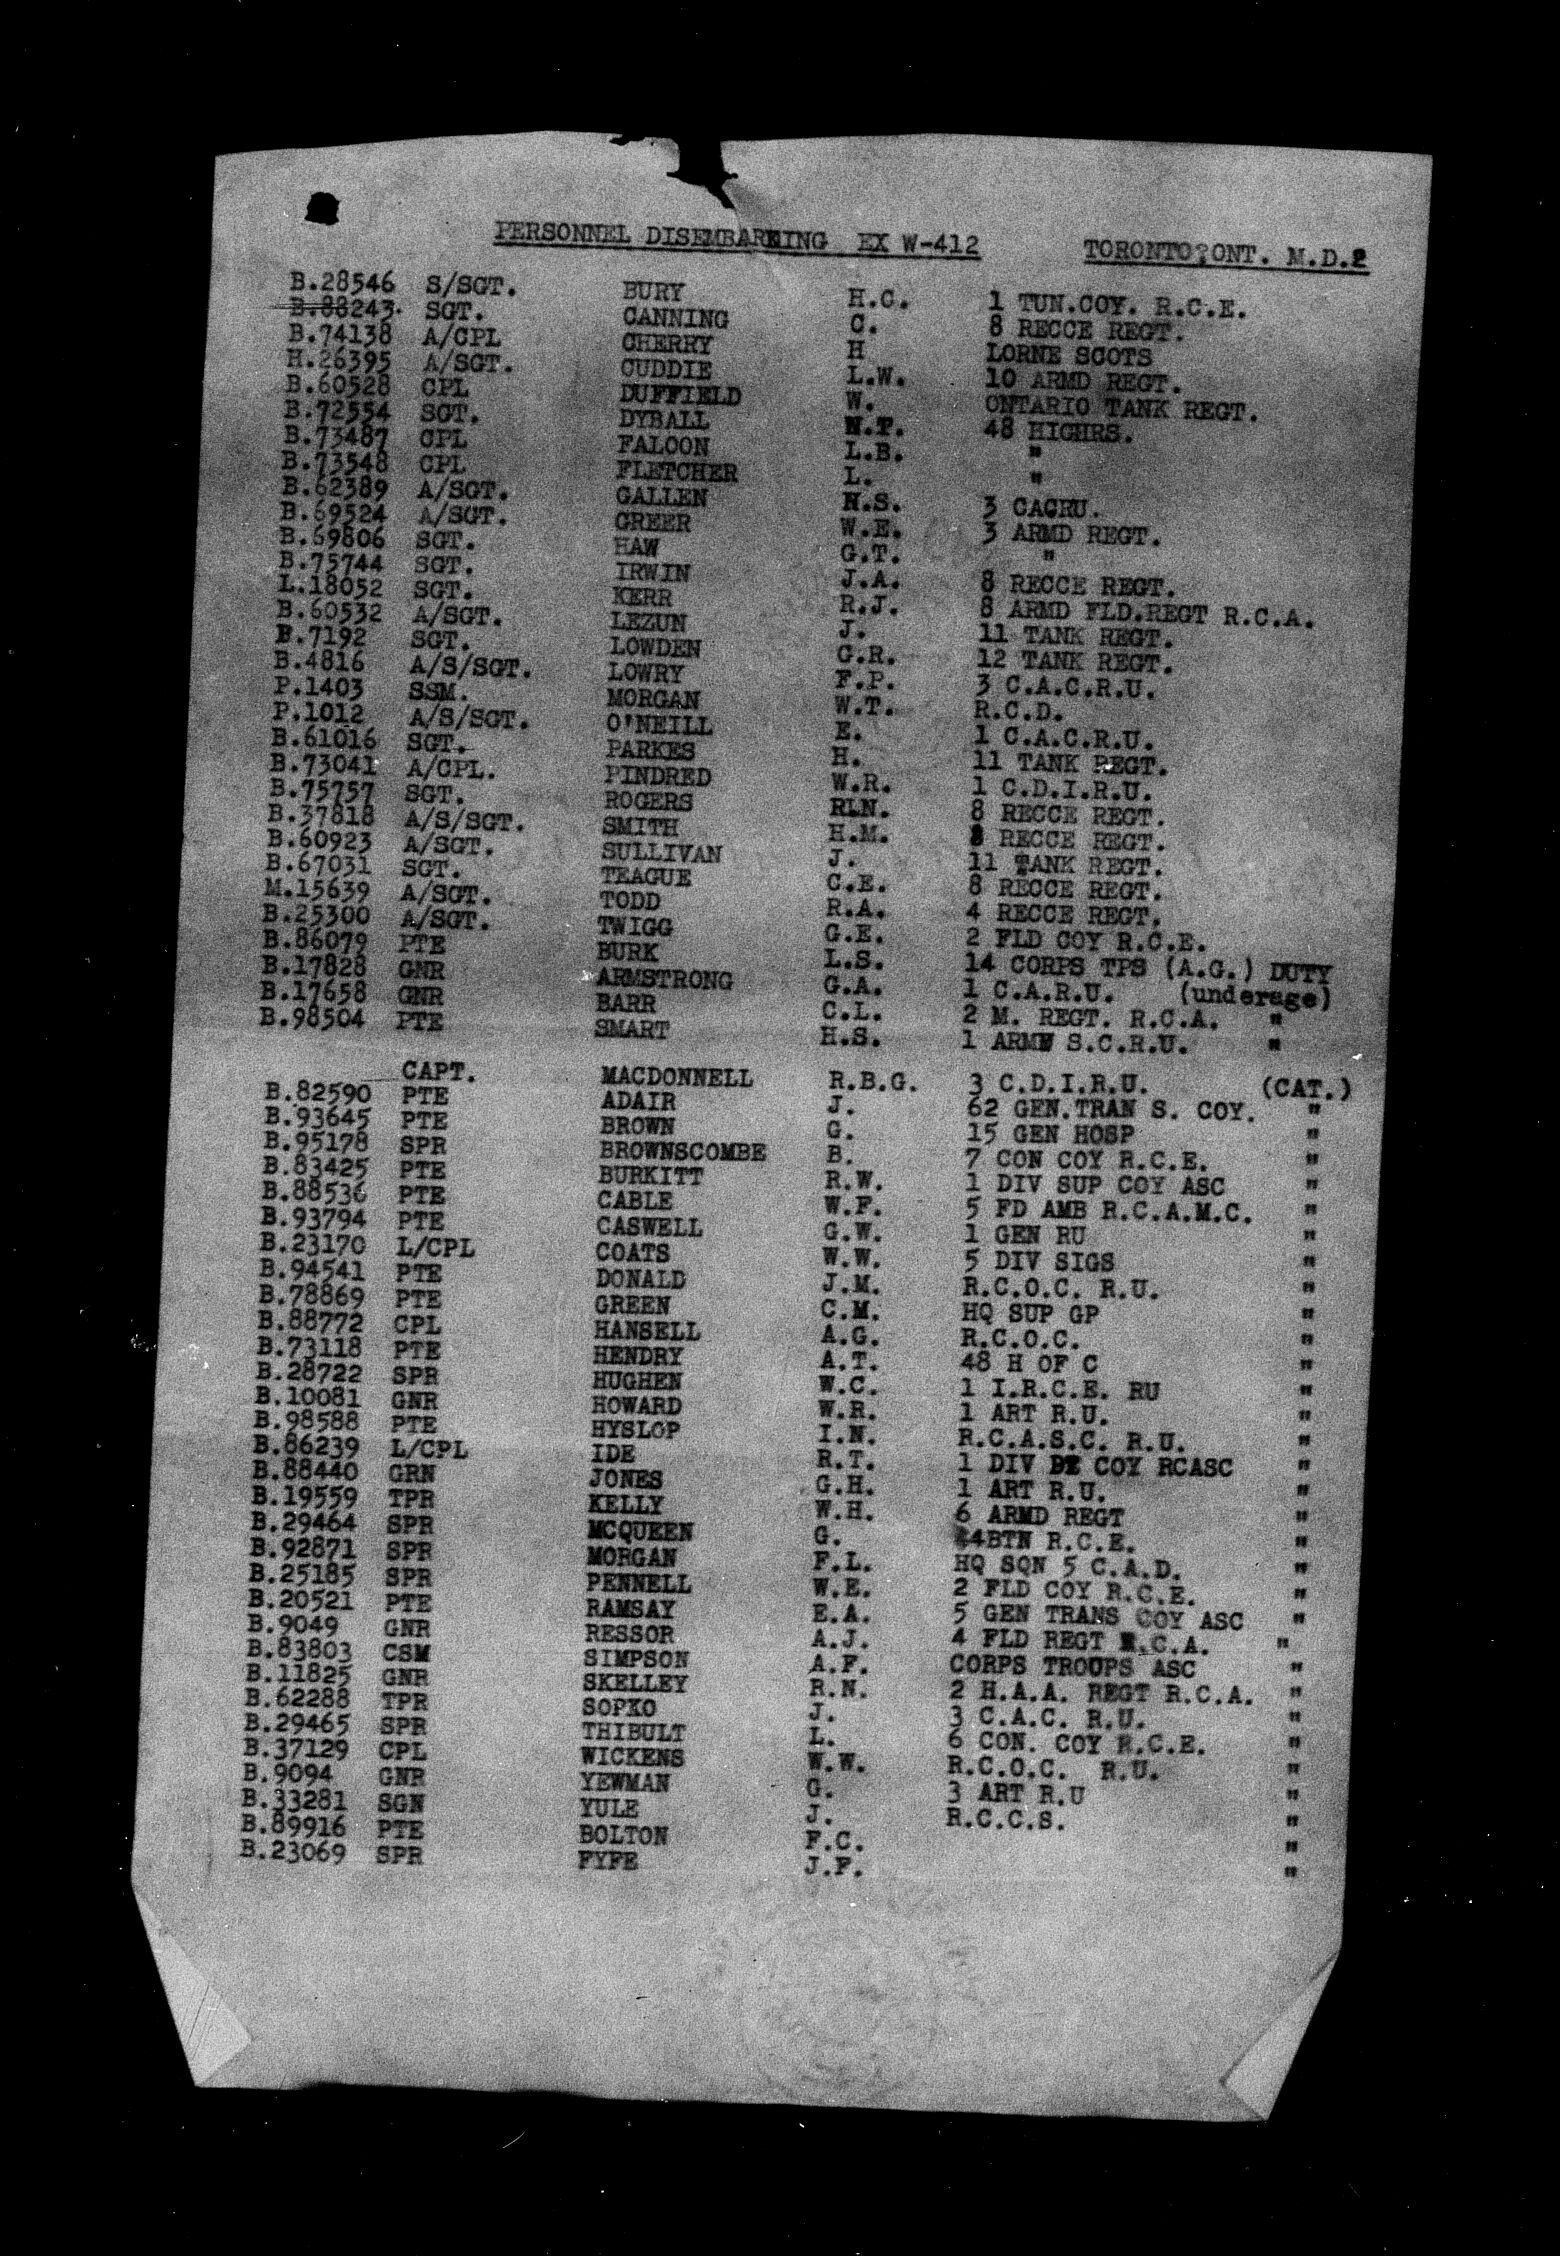 PERSONNEL DISEMBARKING EX W-412 TORONTO, ONT. M.D.2
B.28546 S/SGT. BURY H.C. 1 TUN.COY. R.C.E.
B.88243 SGT. CANNING C. 8 RECCE REGT.
B.74138 A/CPL CHERRY H LORNE SCOTS
H.26395 A/SGT. CUDDIE L.W. 10 ARMD REGT.
B.60528 CPL DUFFIELD W. ONTARIO TANK REGT.
B.72554 SGT. DYBALL N.T. 48 HIGHRS.
B.73487 CPL FALCON L.B. "
B.73548 CPL FLETCHER L. "
B.62389 A/SGT. GALLEN H.S. 3 CACRU.
B.69524 A/SGT. GREER W.E. 3 ARMD REGT.
B.69806 SGT. HAW G.T. "
B.75744 SGT. IRWIN J.A. 8 RECCE REGT.
L.18052 SGT. KERR R.J. 8 ARMD FLD.REGT R.C.A.
B.60532 A/SGT. LEZUN J. 11 TANK REGT.
B.7192 SGT. LOWDEN C.R. 12 TANK REGT.
B.4816 A/S/SGT. LOWRY F.P. 3 C.A.C.R.U.
P.1403 SSM. MORGAN W.T. R.C.D.
P.1012 A/S/SGT. O'NEILL E. 1 C.A.C.R.U.
B.61016 SGT. PARKES H. 11 TANK REGT.
B.73041 A/CPL. PINDRED W.R. 1 C.D.I.R.U.
B.75757 SGT. ROGERS RLN. 8 RECCE REGT.
B.37818 A/S/SGT. SMITH H.M. 8 RECCE REGT.
B.60923 A/SGT. SULLIVAN J. 11 TANK REGT.
B.67031 SGT. TEAGUE C.E. 8 RECCE REGT.
M.15639 A/SGT. TODD R.A. 4 RECCE REGT.
B.25300 A/SGT. TWIGG G.E. 2 FLD COY R.C.E.
B.86079 PTE BURK L.S. 14 CORPS TPS (A.G.) DUTY
B.17828 GNR ARMSTRONG G.A. 1 C.A.R.U. (underage)
B.17658 GNR BARR C.L. 2 M. REGT. R.C.A. "
B.98504 PTE SMART H.S. 1 ARMD S.C.R.U. "
CAPT. MACDONNELL R.B.G. 3 C.D.I.R.U. (CAT.)
B.82590 PTE ADAIR J. 62 GEN.TRAN S. COY. "
B.93645 PTE BROWN G. 15 GEN HOSP "
B.95178 SPR BROWNSCOMBE B. 7 CON COY R.C.E. "
B.83425 PTE BURKITT R.W. 1 DIV SUP COY ASC "
B.88536 PTE CABLE W.F. 5 FD AMB R.C.A.M.C. "
B.93794 PTE CASWELL G.W. 1 GEN RU "
B.23170 L/CPL COATS W.W. 5 DIV SIGS "
B.94541 PTE DONALD J.M. R.C.O.C. R.U. "
B.78869 PTE GREEN C.M. HQ SUP GP "
B.88772 CPL HANSELL A.G. R.C.O.C. "
B.73118 PTE HENDRY A.T. 48 H OF C "
B.28722 SPR HUGHEN W.C. 1 I.R.C.E. RU "
B.10081 GNR HOWARD W.R. 1 ART R.U. "
B.98588 PTE HYSLOP I.N. R.C.A.S.C. R.U. "
B.86239 L/CPL IDE R.T. 1 DIV COY RCASC "
B.88440 GRN JONES G.H. 1 ART R.U. "
B.19559 TPR KELLY W.H. 6 ARMD REGT "
B.29464 SPR MCQUEEN G. BTN R.C.E. "
B.92871 SPR MORGAN F.L. HQ SQN 5 C.A.D. "
B.25185 SPR PENNELL W.E. 2 FLD COY R.C.E. "
B.20521 PTE RAMSAY E.A. 5 GEN TRANS COY ASC "
B.9049 GNR RESSOR A.J. 4 FLD REGT R.C.A. "
B.83803 CSM SIMPSON A.F. CORPS TROOPS ASC "
B.11825 GNR SKELLEY R.N. 2 H.A.A. REGT R.C.A. "
B.62288 TPR SOPKO J. 3 C.A.C. R.U. "
B.29465 SPR THIBULT L. 6 CON. COY R.C.E. "
B.37129 CPL WICKENS W.W. R.C.O.C. R.U. "
B.9094 GNR YEWMAN G. 3 ART R.U "
B.33281 SGN YULE J. R.C.C.S. "
B.89916 PTE BOLTON F.C. "
B.23069 SPR FYFE J.F. "